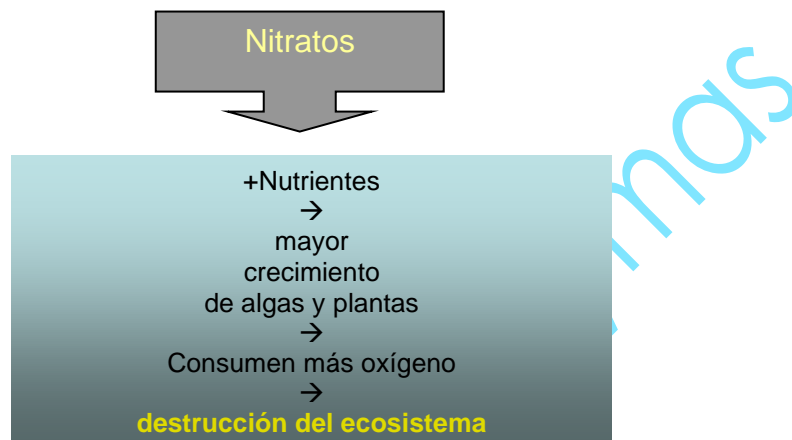 Nitratos
+Nutrientes
→
mayor
crecimiento
de algas y plantas
→
Consumen más oxígeno
→
destrucción del ecosistema